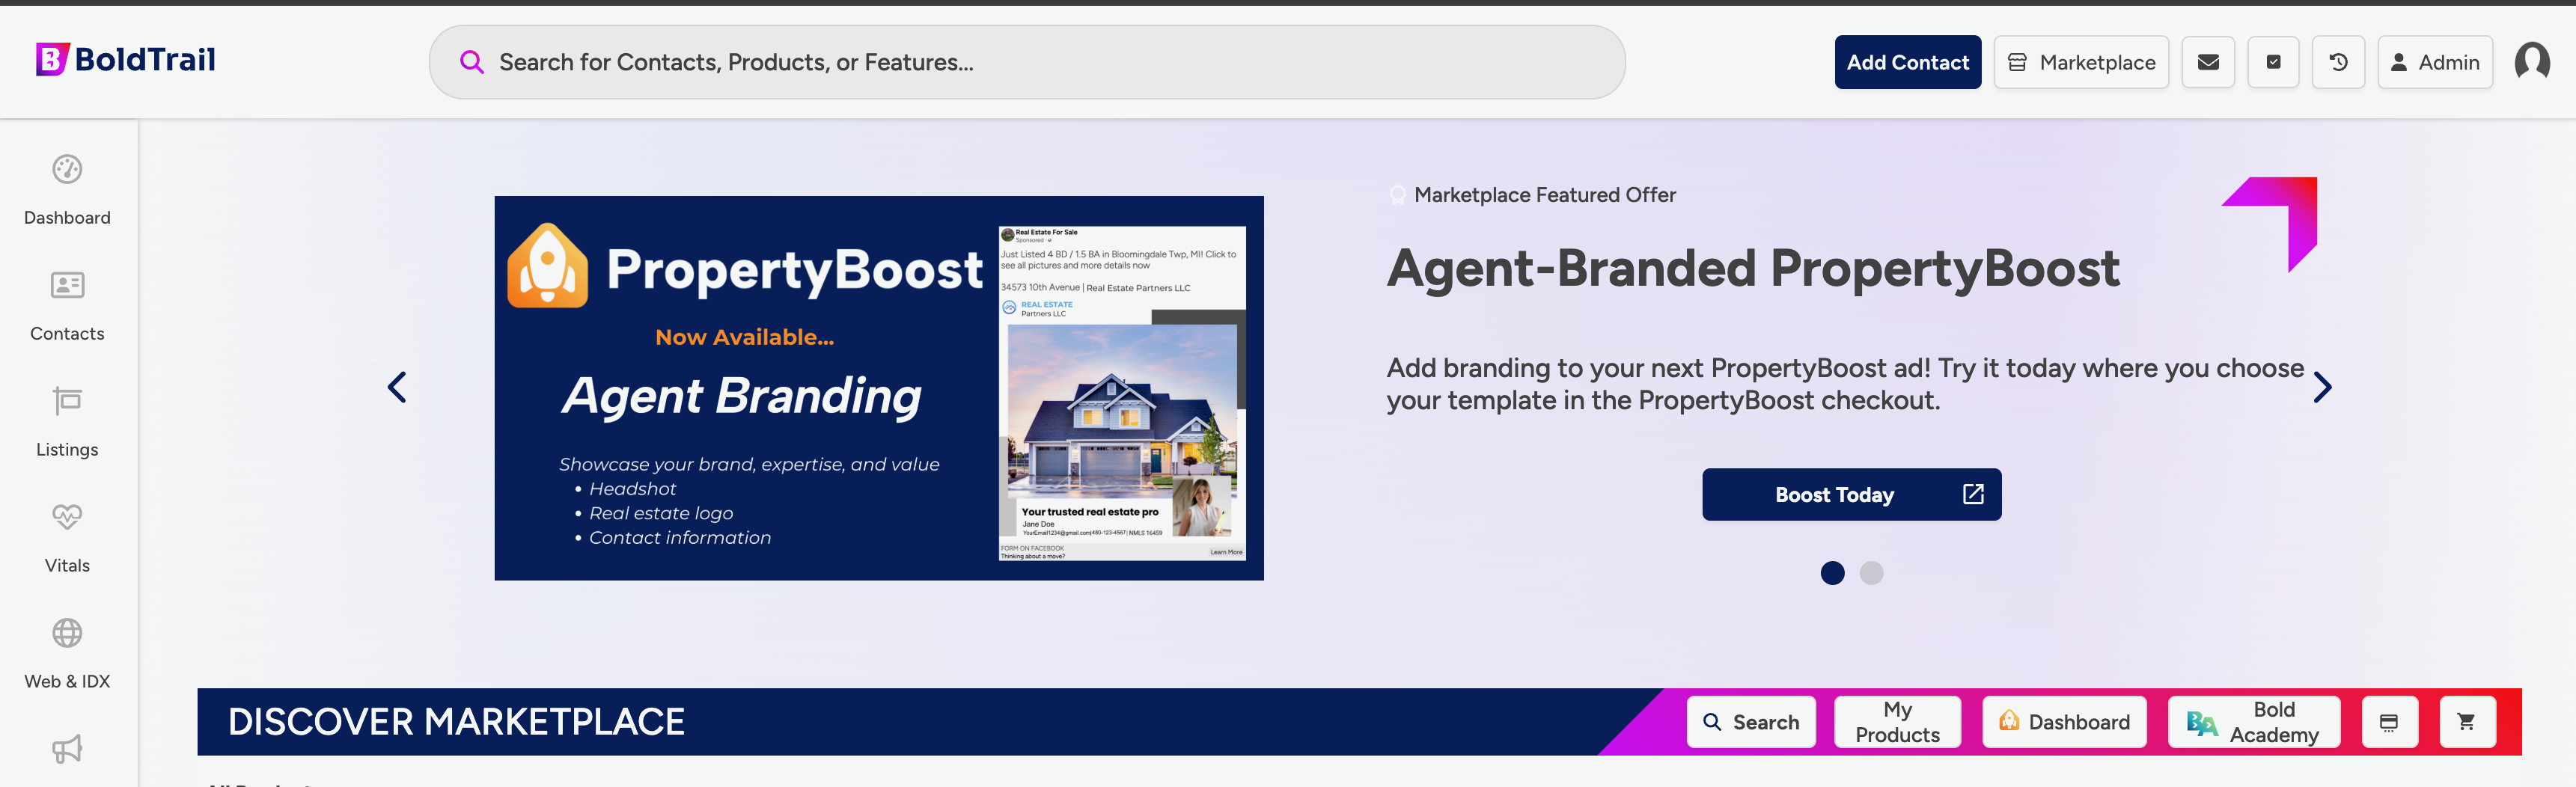 BoldTrail
Search for Contacts, Products, or Features...
Add Contact
Marketplace
Admin
Dashboard
Contacts
Listings
Vitals
Web & IDX
PropertyBoost
Now Available...
Agent Branding
Showcase your brand, expertise, and value
• Headshot
• Real estate logo
• Contact information
Real Estate For Sale
Sponsored
Just Listed 4 BD / 1.5 BA in Bloomingdale Twp, MI! Click to
see all pictures and more details now
34573 10th Avenue | Real Estate Partners LLC
REAL ESTATE
Partners LLC
Your trusted real estate pro
Jane Doe
YourEmail1234@gmail.com|480-123-4567| NMLS 16459
FORM ON FACEBOOK
Thinking about a move?
Learn More
Marketplace Featured Offer
Agent-Branded PropertyBoost
Add branding to your next PropertyBoost ad! Try it today where you choose
your template in the PropertyBoost checkout.
Boost Today
DISCOVER MARKETPLACE
Search
My
Products
Dashboard
BA
Bold
Academy